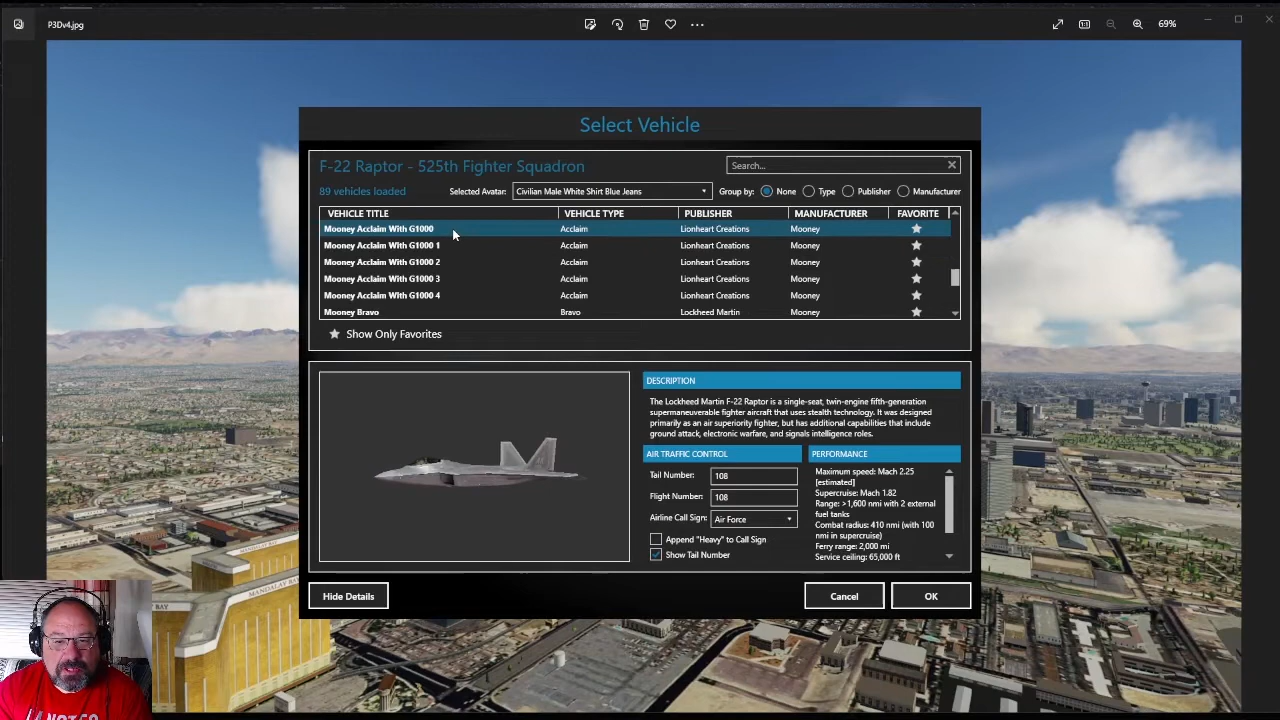 P3Dv4.jpg
69%
Select Vehicle
F-22 Raptor - 525th Fighter Squadron
Search...
89 vehicles loaded
Selected Avatar: Civilian Male White Shirt Blue Jeans
Group by: None Type Publisher Manufacturer
VEHICLE TITLE VEHICLE TYPE PUBLISHER MANUFACTURER FAVORITE
Mooney Acclaim With G1000 Acclaim Lionheart Creations Mooney
Mooney Acclaim With G1000 1 Acclaim Lionheart Creations Mooney
Mooney Acclaim With G1000 2 Acclaim Lionheart Creations Mooney
Mooney Acclaim With G1000 3 Acclaim Lionheart Creations Mooney
Mooney Acclaim With G1000 4 Acclaim Lionheart Creations Mooney
Mooney Bravo Bravo Lockheed Martin Mooney
Show Only Favorites
DESCRIPTION
The Lockheed Martin F-22 Raptor is a single-seat, twin-engine fifth-generation
supermaneuverable fighter aircraft that uses stealth technology. It was designed
primarily as an air superiority fighter, but has additional capabilities that include
ground attack, electronic warfare, and signals intelligence roles.
AIR TRAFFIC CONTROL
Tail Number: 108
Flight Number: 108
Airline Call Sign: Air Force
Append "Heavy" to Call Sign
Show Tail Number
PERFORMANCE
Maximum speed: Mach 2.25
[estimated]
Supercruise: Mach 1.82
Range: >1,600 nmi with 2 external
fuel tanks
Combat radius: 410 nmi (with 100
nmi in supercruise)
Ferry range: 2,000 mi
Service ceiling: 65,000 ft
Hide Details
Cancel
OK
MANDALAY BAY